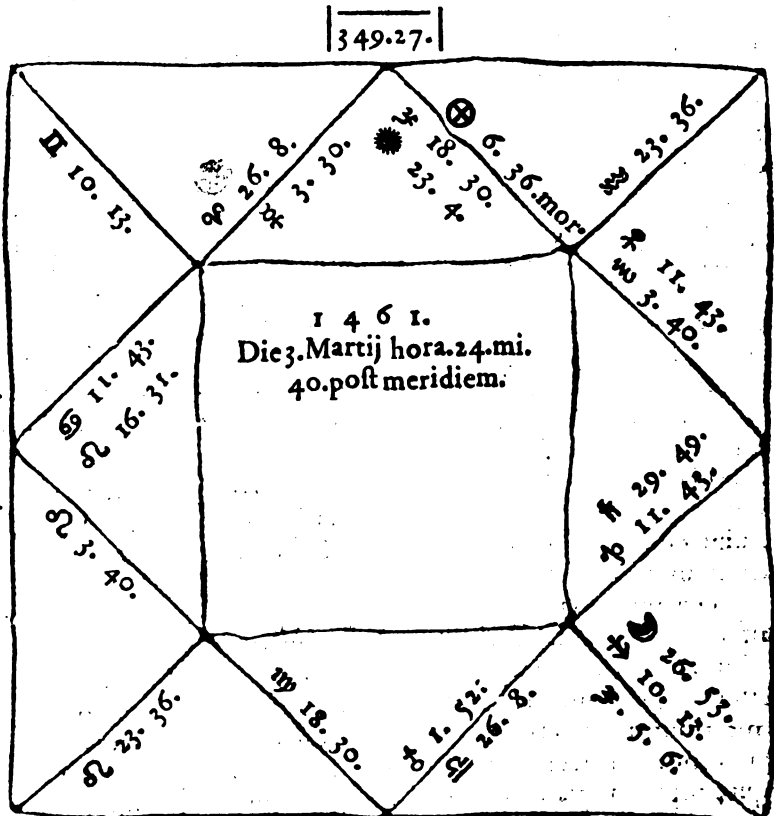 349.27.
♊ 10. 13.
26. 8.
3. 30.
♓ 18. 30.
23. 4.
⊗ 6. 36.mor.
♒ 23. 36.
11. 43.
3. 40.
♋ 11. 43.
♌ 16. 31.
1 4 6 1.
Die 3. Martij hora.24.mi.
40.post meridiem.
29. 49.
♑ 11. 43.
♌ 3. 40.
☽ 26. 53.
♐ 10. 13.
5. 6.
♌ 23. 36.
♍ 18. 30.
1. 52:
♎ 26. 8.